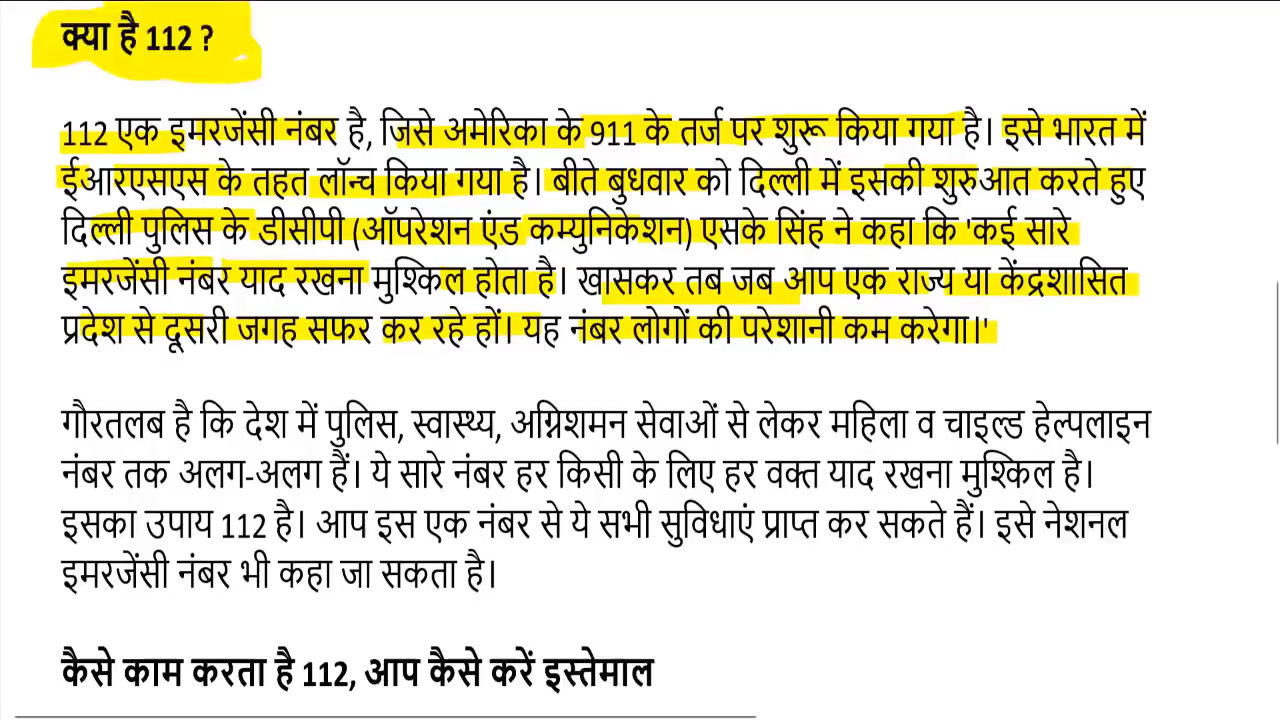 क्या है 112 ?
112 एक इमरजेंसी नंबर है, जिसे अमेरिका के 911 के तर्ज पर शुरू किया गया है। इसे भारत में
ईआरएसएस के तहत लॉन्च किया गया है। बीते बुधवार को दिल्ली में इसकी शुरुआत करते हुए
दिल्ली पुलिस के डीसीपी (ऑपरेशन एंड कम्युनिकेशन) एसके सिंह ने कहा कि 'कई सारे
इमरजेंसी नंबर याद रखना मुश्किल होता है। खासकर तब जब आप एक राज्य या केंद्रशासित
प्रदेश से दूसरी जगह सफर कर रहे हों। यह नंबर लोगों की परेशानी कम करेगा।'
गौरतलब है कि देश में पुलिस, स्वास्थ्य, अग्निशमन सेवाओं से लेकर महिला व चाइल्ड हेल्पलाइन
नंबर तक अलग-अलग हैं। ये सारे नंबर हर किसी के लिए हर वक्त याद रखना मुश्किल है।
इसका उपाय 112 है। आप इस एक नंबर से ये सभी सुविधाएं प्राप्त कर सकते हैं। इसे नेशनल
इमरजेंसी नंबर भी कहा जा सकता है।
कैसे काम करता है 112, आप कैसे करें इस्तेमाल